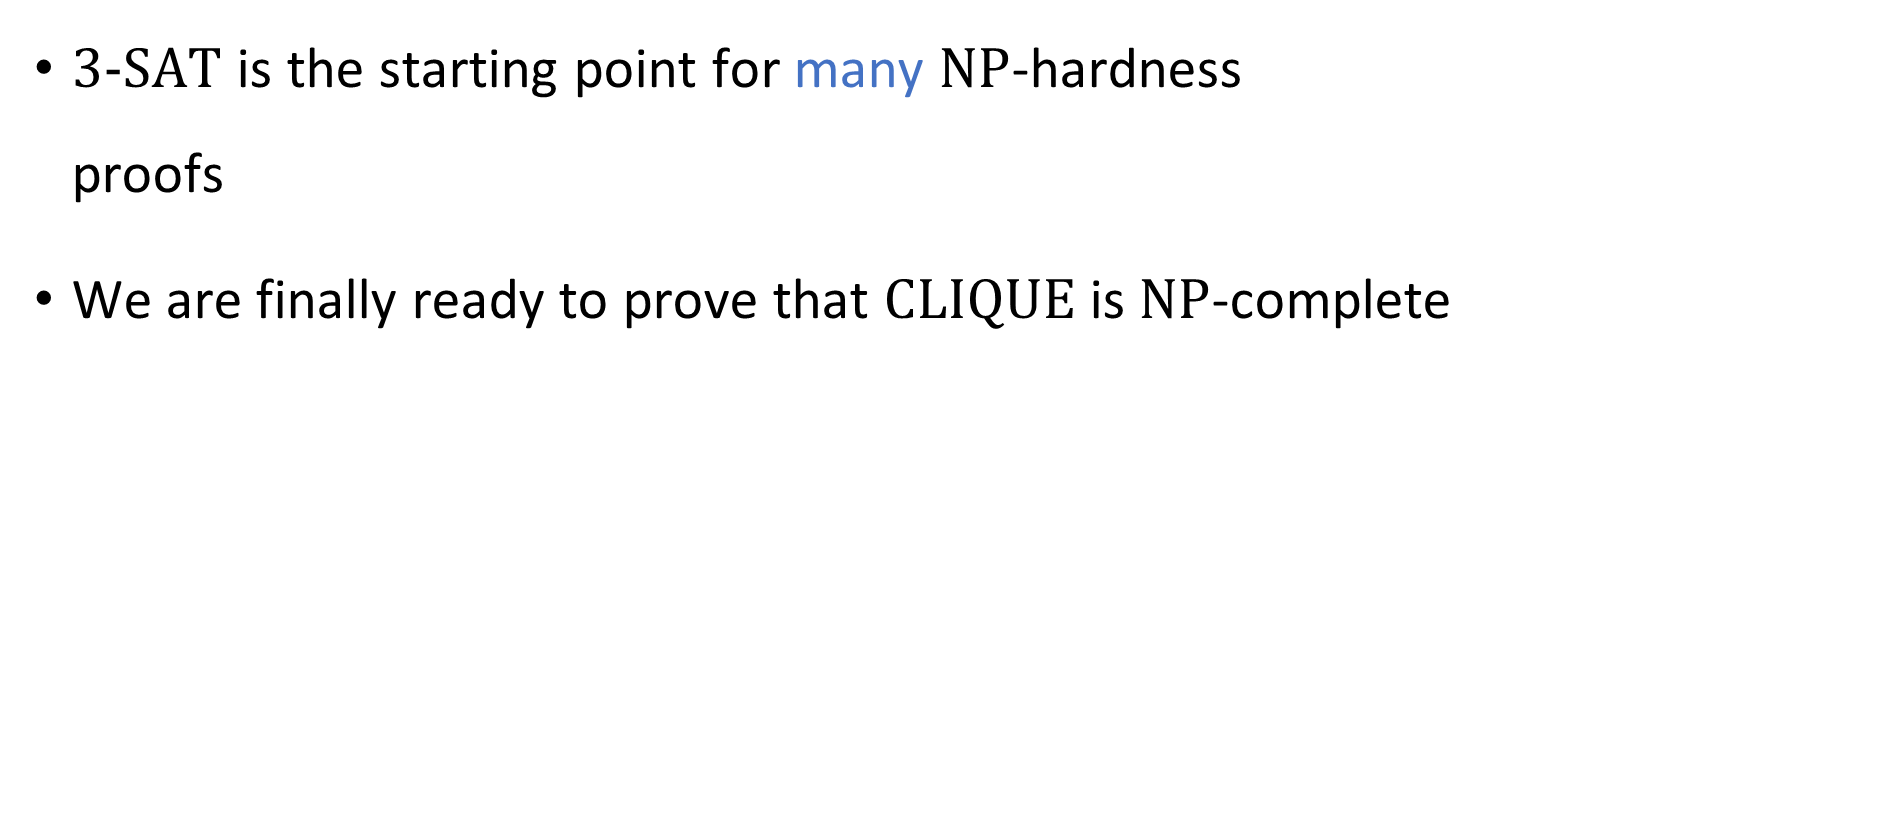 • 3-SAT is the starting point for many NP-hardness
proofs
• We are finally ready to prove that CLIQUE is NP-complete